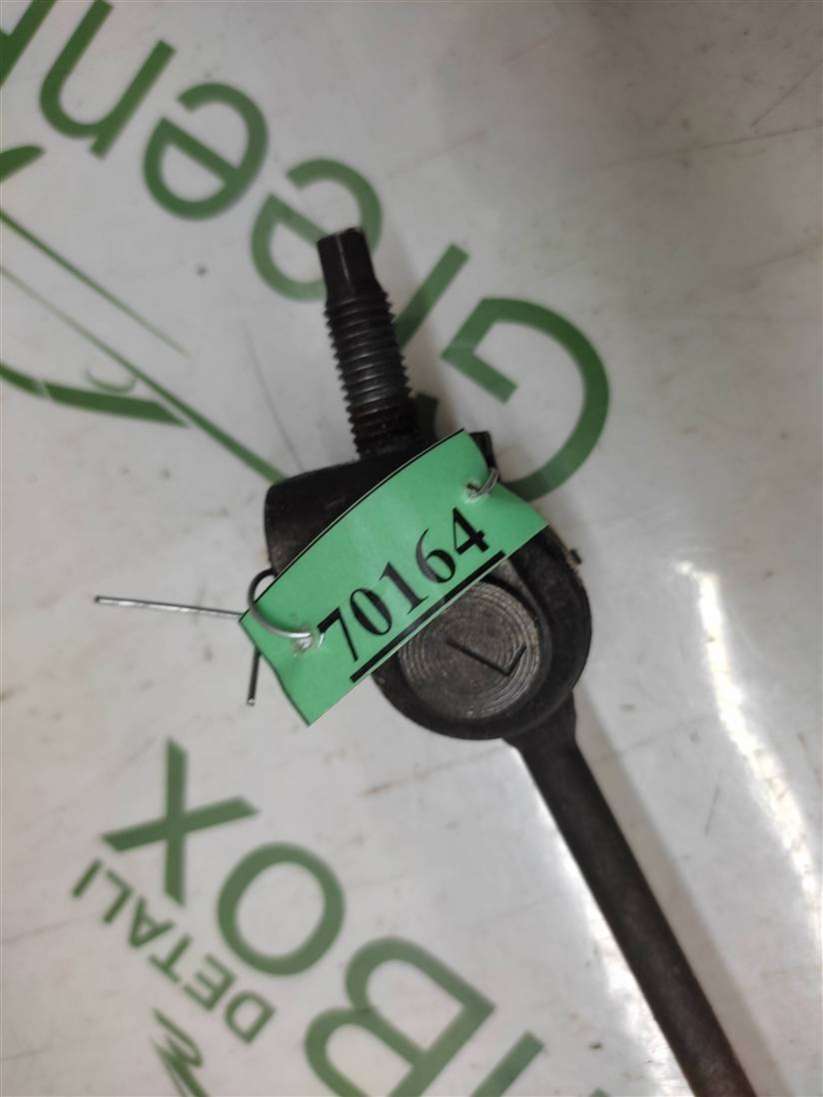 Green
70164
L
BOX
DETALI